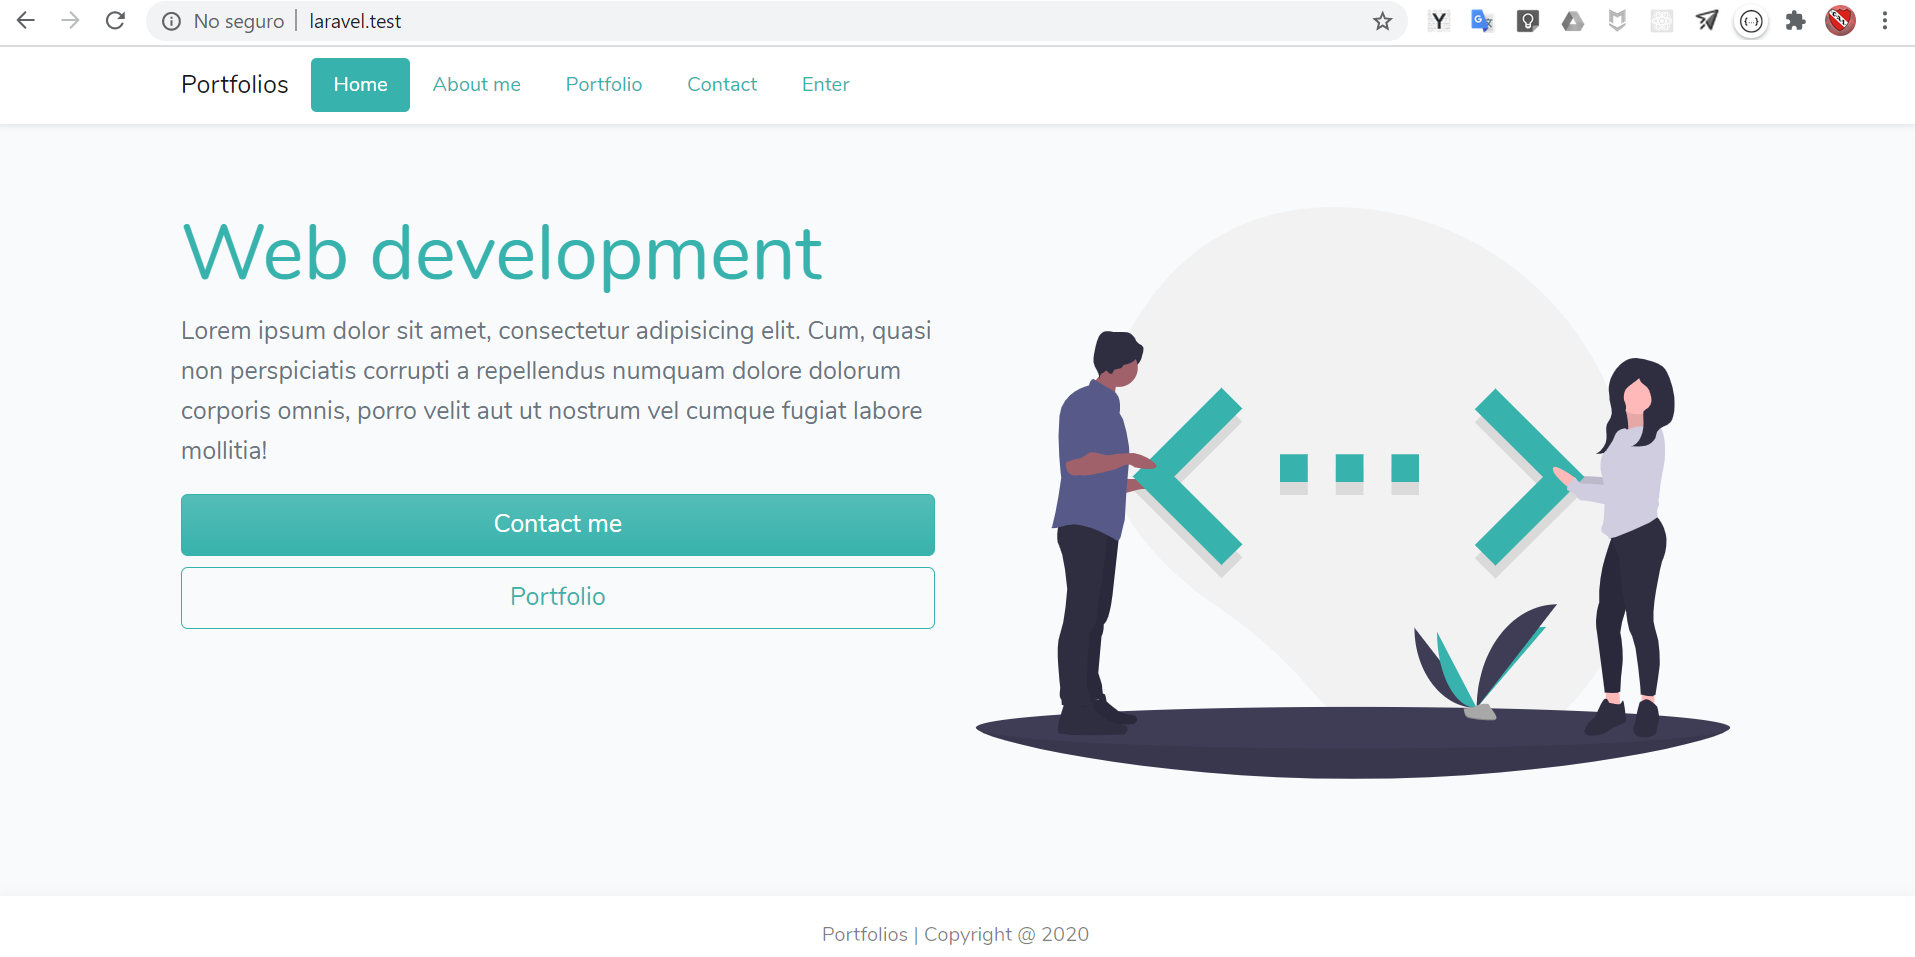 No seguro | laravel.test
Portfolios Home About me Portfolio Contact Enter
Web development
Lorem ipsum dolor sit amet, consectetur adipisicing elit. Cum, quasi
non perspiciatis corrupti a repellendus numquam dolore dolorum
corporis omnis, porro velit aut ut nostrum vel cumque fugiat labore
mollitia!
Contact me
Portfolio
Portfolios | Copyright @ 2020